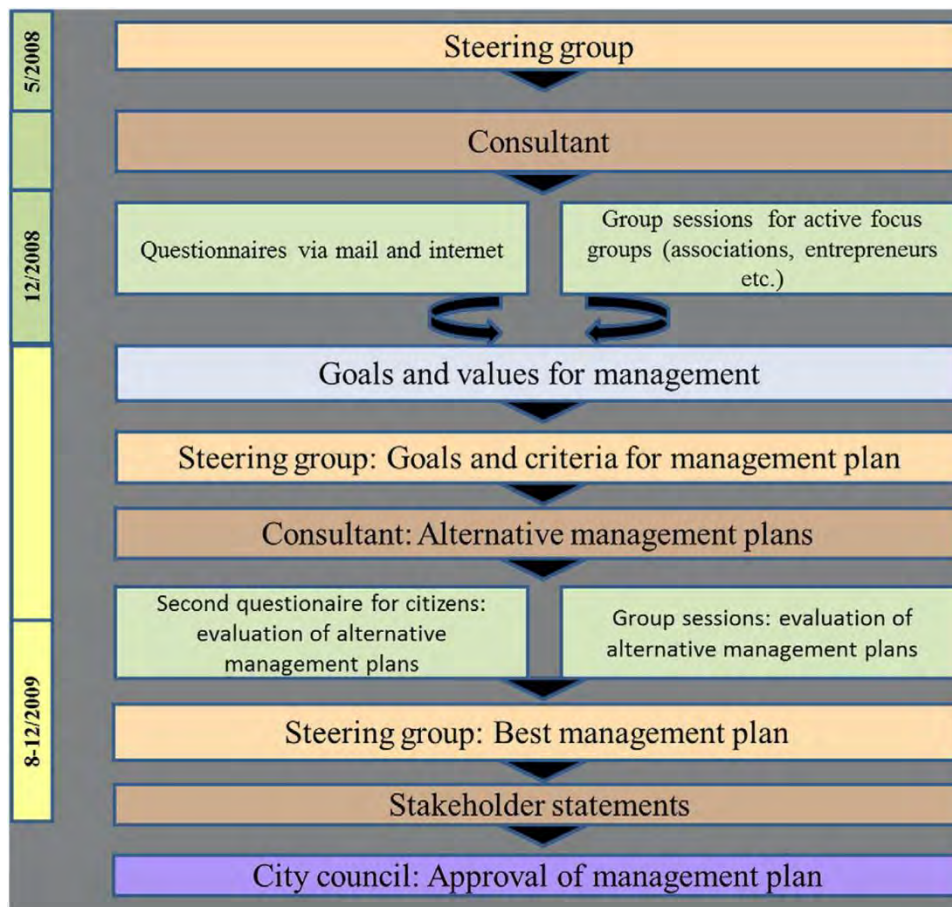 5/2008
Steering group
Consultant
12/2008
Questionnaires via mail and internet
Group sessions for active focus
groups (associations, entrepreneurs
etc.)
Goals and values for management
Steering group: Goals and criteria for management plan
Consultant: Alternative management plans
Second questionaire for citizens:
evaluation of alternative
management plans
Group sessions: evaluation of
alternative management plans
8-12/2009
Steering group: Best management plan
Stakeholder statements
City council: Approval of management plan